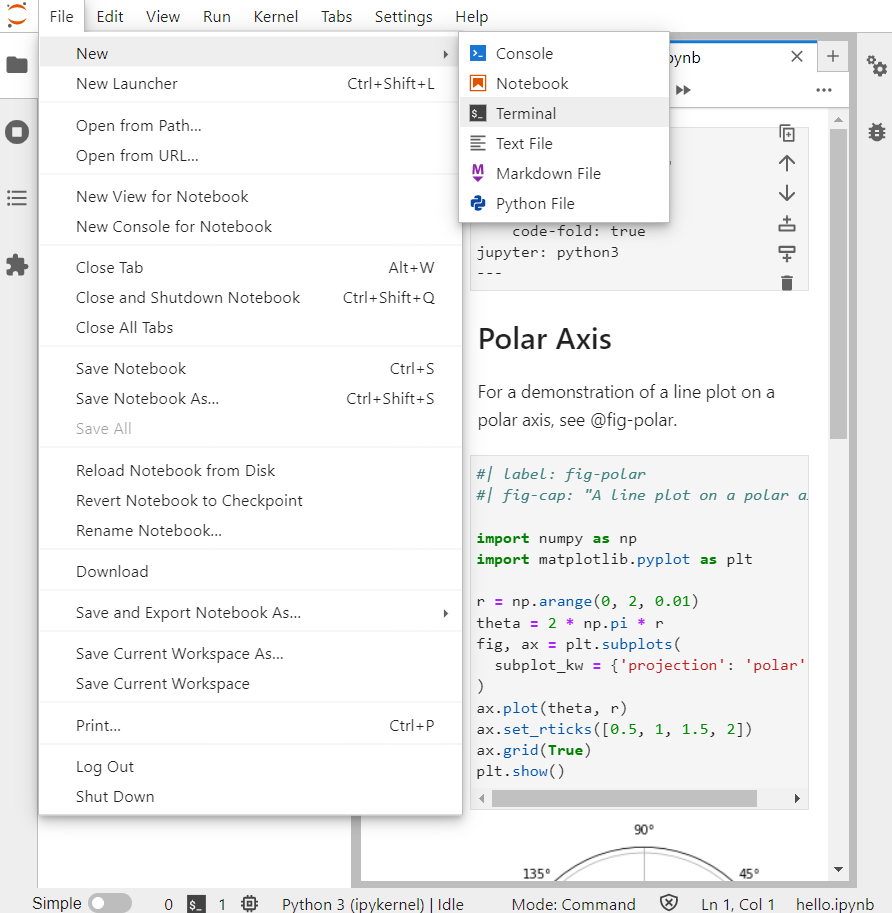 File Edit View Run Kernel Tabs Settings Help
New
New Launcher Ctrl+Shift+L
Open from Path...
Open from URL...
New View for Notebook
New Console for Notebook
Close Tab Alt+W
Close and Shutdown Notebook Ctrl+Shift+Q
Close All Tabs
Save Notebook Ctrl+S
Save Notebook As... Ctrl+Shift+S
Save All
Reload Notebook from Disk
Revert Notebook to Checkpoint
Rename Notebook...
Download
Save and Export Notebook As...
Save Current Workspace As...
Save Current Workspace
Print... Ctrl+P
Log Out
Shut Down
Console
Notebook
Terminal
Text File
Markdown File
Python File
code-fold: true
jupyter: python3
---
Polar Axis
For a demonstration of a line plot on a
polar axis, see @fig-polar.
#| label: fig-polar
#| fig-cap: "A line plot on a polar
import numpy as np
import matplotlib.pyplot as plt
r = np.arange(0, 2, 0.01)
theta = 2 * np.pi * r
fig, ax = plt.subplots(
subplot_kw = {'projection': 'polar'
)
ax.plot(theta, r)
ax.set_rticks([0.5, 1, 1.5, 2])
ax.grid(True)
plt.show()
90°
135° 45°
Simple 0 $_ 1 Python 3 (ipykernel) | Idle Mode: Command Ln 1, Col 1 hello.ipynb